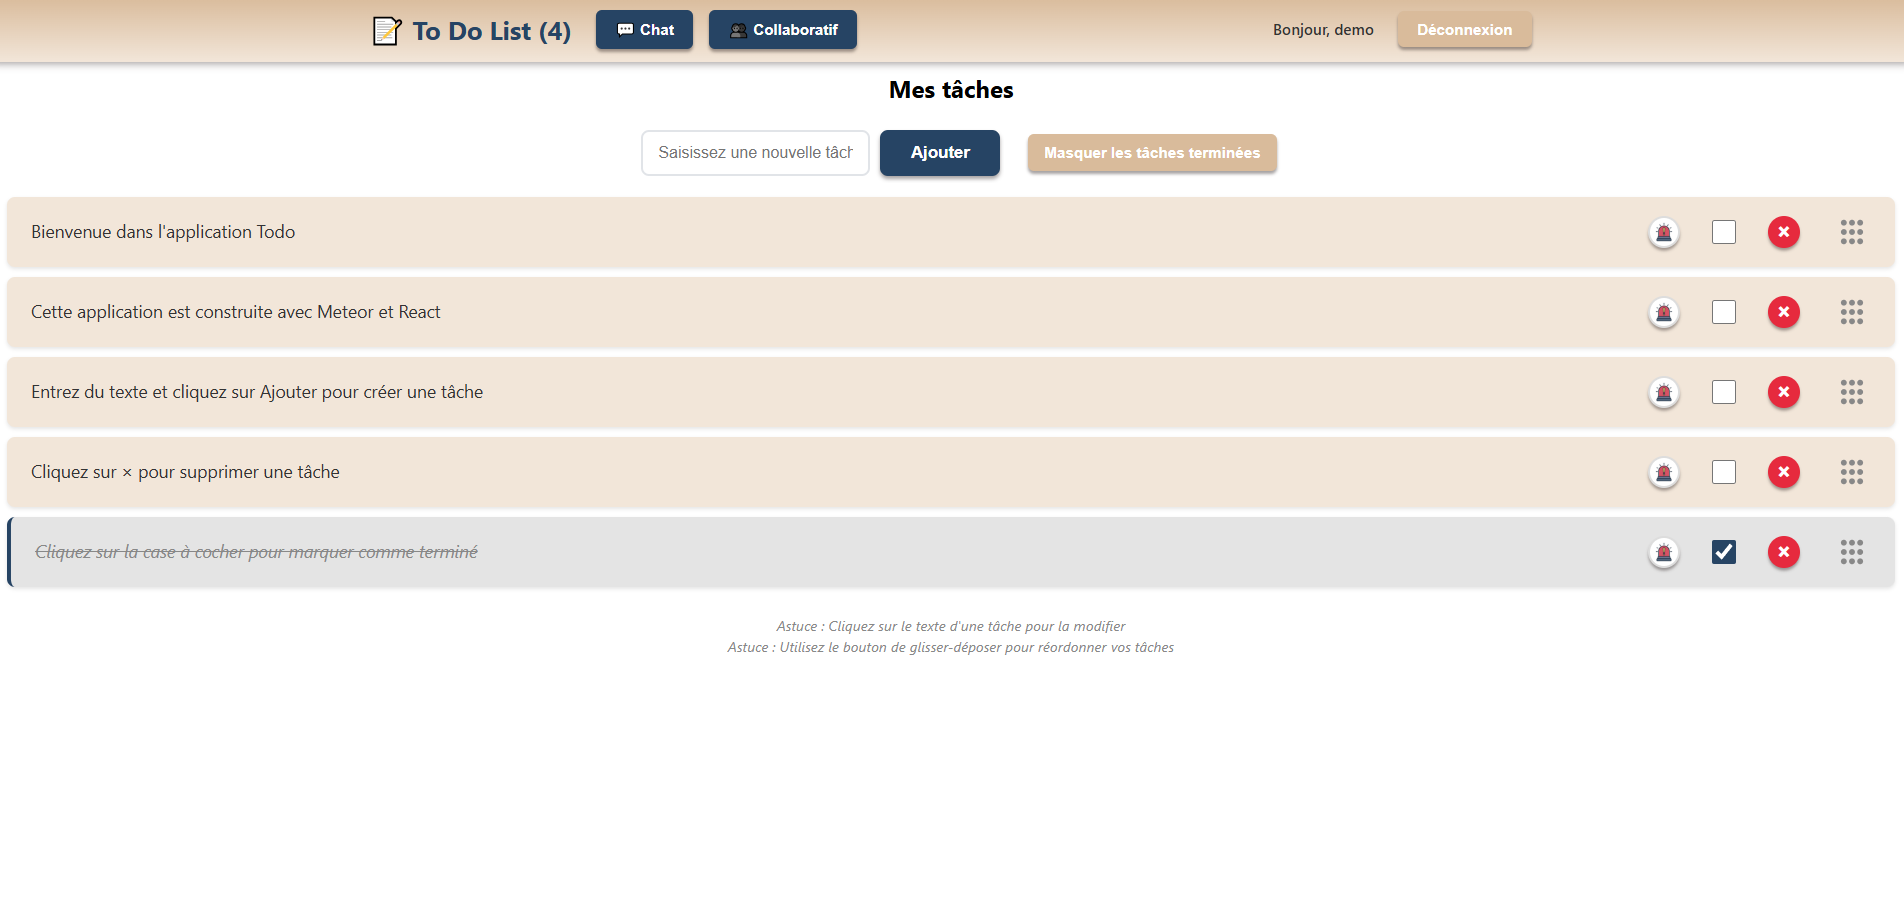 To Do List (4)
Chat
Collaboratif
Bonjour, demo
Déconnexion
Mes tâches
Saisissez une nouvelle tâch
Ajouter
Masquer les tâches terminées
Bienvenue dans l'application Todo
Cette application est construite avec Meteor et React
Entrez du texte et cliquez sur Ajouter pour créer une tâche
Cliquez sur × pour supprimer une tâche
Cliquez sur la case à cocher pour marquer comme terminé
Astuce : Cliquez sur le texte d'une tâche pour la modifier
Astuce : Utilisez le bouton de glisser-déposer pour réordonner vos tâches